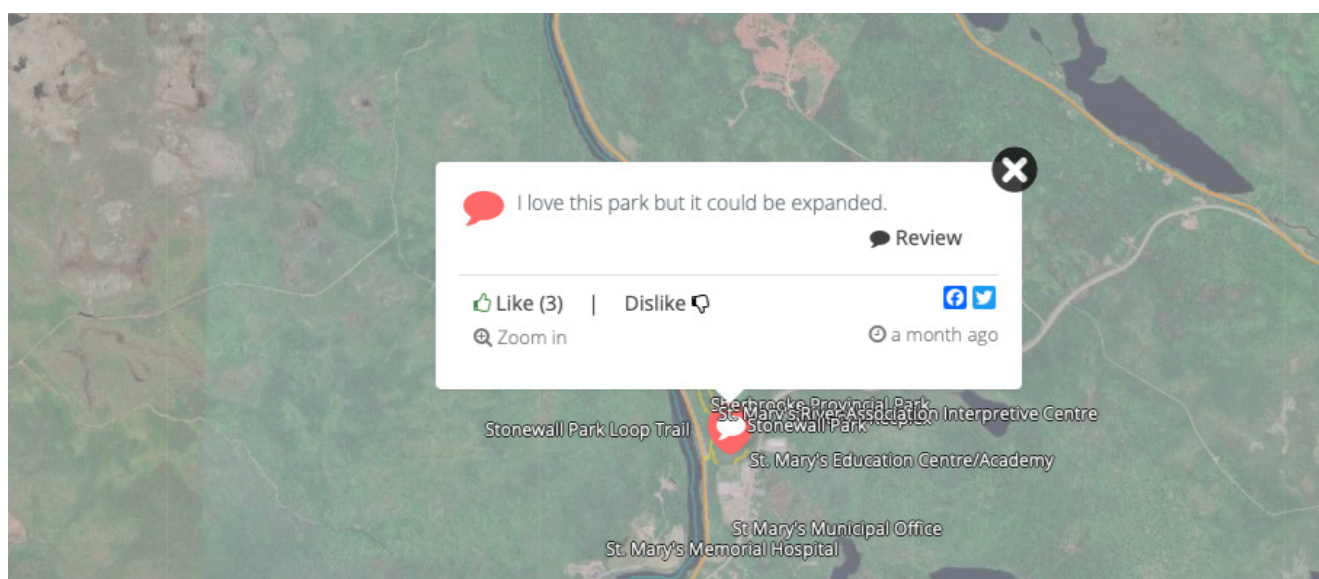 I love this park but it could be expanded.
Review
Like (3) | Dislike
Zoom in
a month ago
Sherbrooke Provincial Park
St. Mary's River Association Interpretive Centre
Stonewall Park
Stonewall Park Loop Trail
St. Mary's Education Centre/Academy
St Mary's Municipal Office
St. Mary's Memorial Hospital